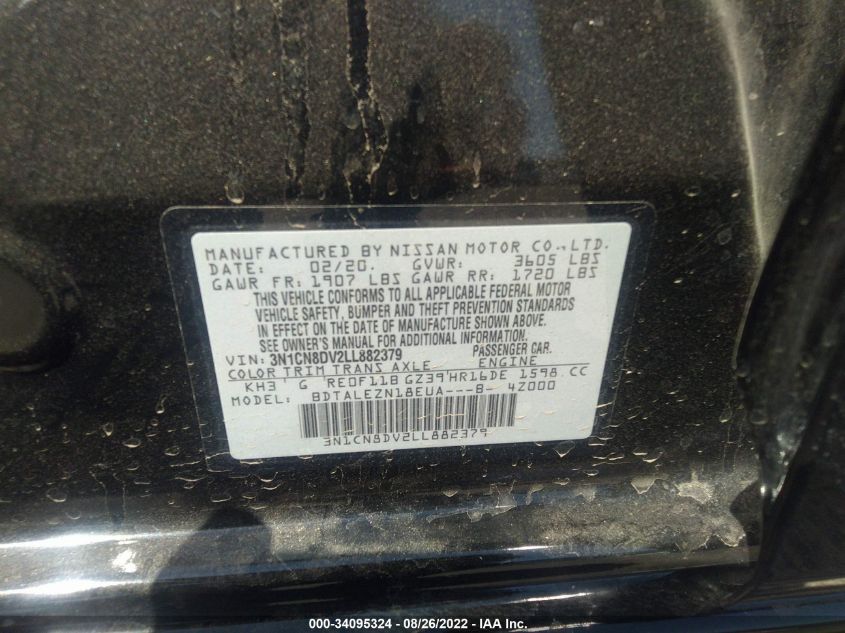 MANUFACTURED BY NISSAN MOTOR CO.,LTD.
DATE: 02/20. GVWR: 3605 LBS
GAWR FR: 1907 LBS GAWR RR: 1720 LBS
THIS VEHICLE CONFORMS TO ALL APPLICABLE FEDERAL MOTOR
VEHICLE SAFETY, BUMPER AND THEFT PREVENTION STANDARDS
IN EFFECT ON THE DATE OF MANUFACTURE SHOWN ABOVE.
SEE OWNER'S MANUAL FOR ADDITIONAL INFORMATION.
VIN: 3N1CN8DV2LL882379 PASSENGER CAR.
COLOR TRIM TRANS AXLE ENGINE
KH3 G RE0F11B GZ39 HR16DE 1598 CC
MODEL: BDTALEZN18EUA---B- 4Z000
3N1CN8DV2LL882379
000-34095324 | 08/26/2022 - IAA, Inc.